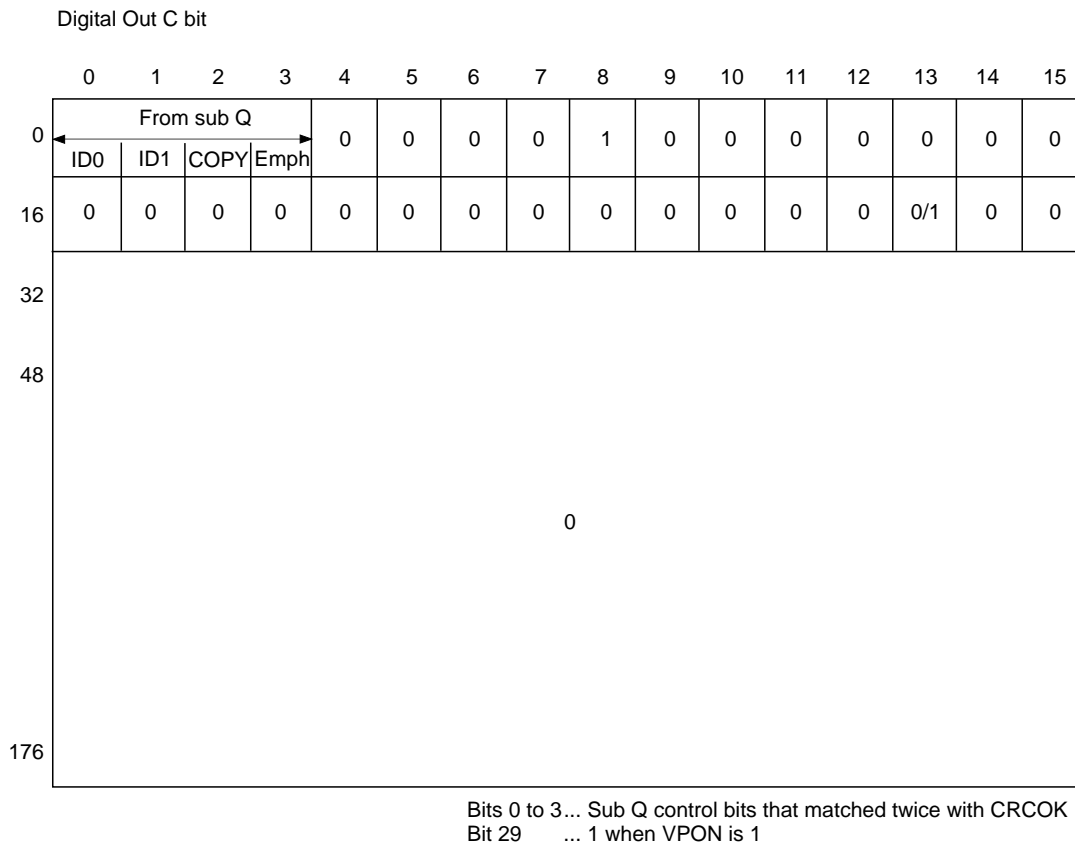 Digital Out C bit
0 1 2 3 4 5 6 7 8 9 10 11 12 13 14 15
From sub Q
0 ID0 ID1 COPY Emph 0 0 0 0 1 0 0 0 0 0 0 0
16 0 0 0 0 0 0 0 0 0 0 0 0 0 0/1 0 0
32
48
0
176
Bits 0 to 3... Sub Q control bits that matched twice with CRCOK
Bit 29 ... 1 when VPON is 1